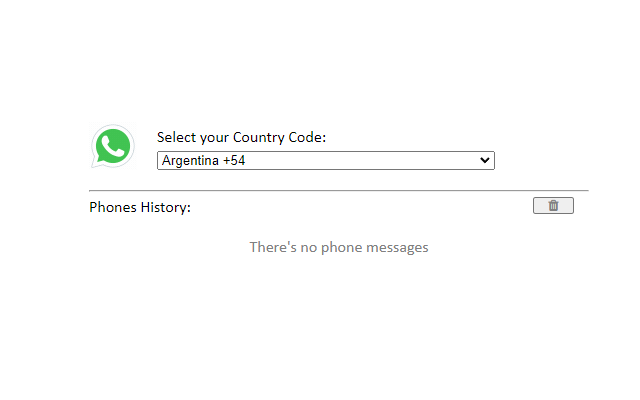 Select your Country Code:
Argentina +54
Phones History:
There's no phone messages